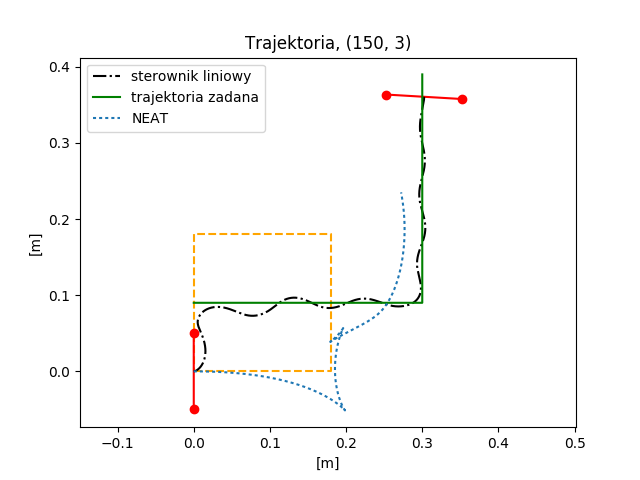 Trajektoria, (150, 3)
sterownik liniowy
trajektoria zadana
NEAT
[m]
0.4
0.3
0.2
0.1
0.0
−0.1
0.0
0.1
0.2
0.3
0.4
0.5
[m]